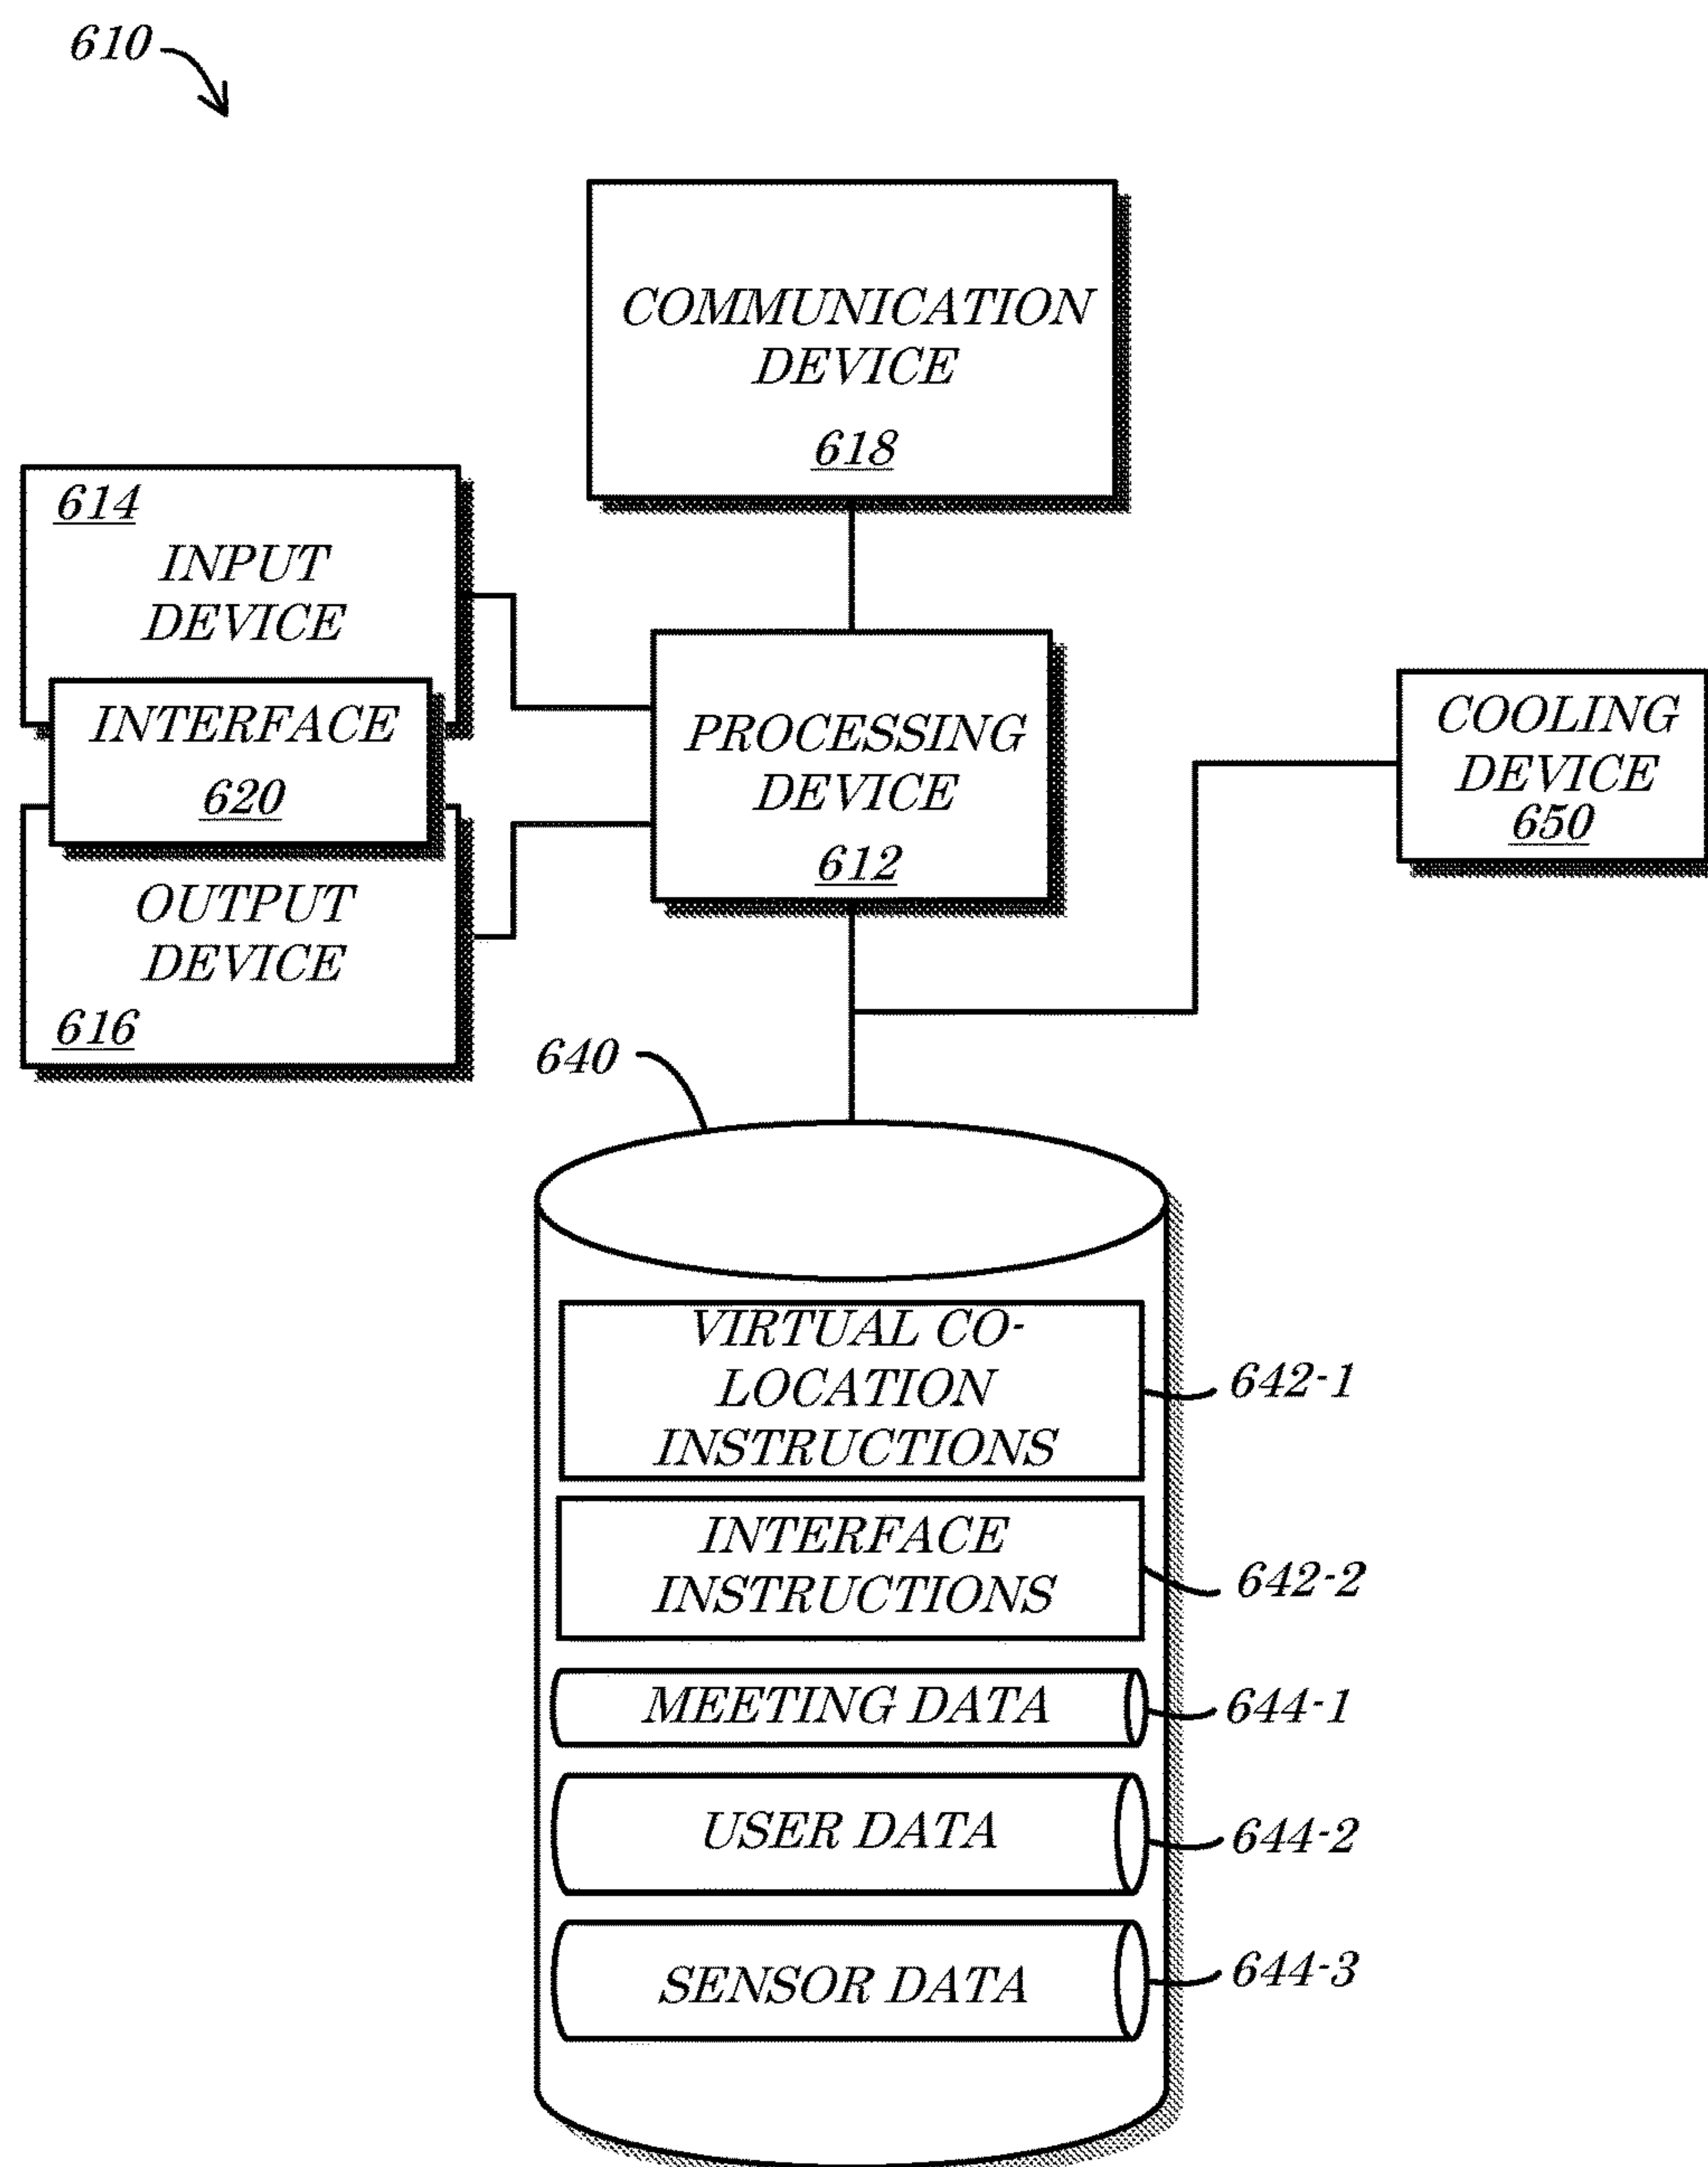 610
COMMUNICATION
DEVICE
618
614
INPUT
DEVICE
INTERFACE
620
OUTPUT
DEVICE
616
PROCESSING
DEVICE
612
COOLING
DEVICE
650
640
VIRTUAL CO-
LOCATION
INSTRUCTIONS
642-1
INTERFACE
INSTRUCTIONS
642-2
MEETING DATA
644-1
USER DATA
644-2
SENSOR DATA
644-3